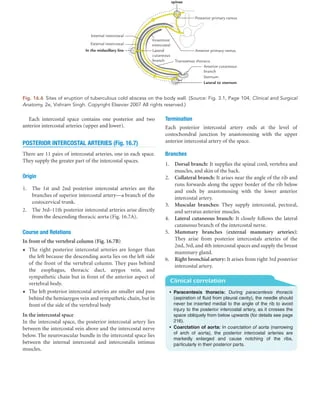 spines
Posterior primary ramus
Internal intercostal
External intercostal
In the midaxillary line
Innermost
intercostal
Lateral
cutaneous
branch
Anterior primary ramus
Transversus thoracis
Anterior cutaneous
branch
Sternum
Lateral to sternum
Fig. 16.6 Sites of eruption of tuberculous cold abscess on the body wall. (Source: Fig. 3.1, Page 104, Clinical and Surgical
Anatomy, 2e, Vishram Singh. Copyright Elsevier 2007 All rights reserved.)
Each intercostal space contains one posterior and two
anterior intercostal arteries (upper and lower).
POSTERIOR INTERCOSTAL ARTERIES (Fig. 16.7)
There are 11 pairs of intercostal arteries, one in each space.
They supply the greater part of the intercostal spaces.
Origin
1. The 1st and 2nd posterior intercostal arteries are the
branches of superior intercostal artery—a branch of the
costocervical trunk.
2. The 3rd–11th posterior intercostal arteries arise directly
from the descending thoracic aorta (Fig. 16.7A).
Course and Relations
In front of the vertebral column (Fig. 16.7B)
• The right posterior intercostal arteries are longer than
the left because the descending aorta lies on the left side
of the front of the vertebral column. They pass behind
the esophagus, thoracic duct, azygos vein, and
sympathetic chain but in front of the anterior aspect of
vertebral body.
• The left posterior intercostal arteries are smaller and pass
behind the hemiazygos vein and sympathetic chain, but in
front of the side of the vertebral body
In the intercostal space
In the intercostal space, the posterior intercostal artery lies
between the intercostal vein above and the intercostal nerve
below. The neurovascular bundle in the intercostal space lies
between the internal intercostal and intercostalis intimus
muscles.
Termination
Each posterior intercostal artery ends at the level of
costochondral junction by anastomosing with the upper
anterior intercostal artery of the space.
Branches
1. Dorsal branch: It supplies the spinal cord, vertebra and
muscles, and skin of the back.
2. Collateral branch: It arises near the angle of the rib and
runs forwards along the upper border of the rib below
and ends by anastomosing with the lower anterior
intercostal artery.
3. Muscular branches: They supply intercostal, pectoral,
and serratus anterior muscles.
4. Lateral cutaneous branch: It closely follows the lateral
cutaneous branch of the intercostal nerve.
5. Mammary branches (external mammary arteries):
They arise from posterior intercostals arteries of the
2nd, 3rd, and 4th intercostal spaces and supply the breast
mammary gland.
6. Right bronchial artery: It arises from right 3rd posterior
intercostal artery.
Clinical correlation
• Paracentesis thoracis: During paracentesis thoracis
(aspiration of fluid from pleural cavity), the needle should
never be inserted medial to the angle of the rib to avoid
injury to the posterior intercostal artery, as it crosses the
space obliquely from below upwards (for details see page
216).
• Coarctation of aorta: In coarctation of aorta (narrowing
of arch of aorta), the posterior intercostal arteries are
markedly enlarged and cause notching of the ribs,
particularly in their posterior parts.